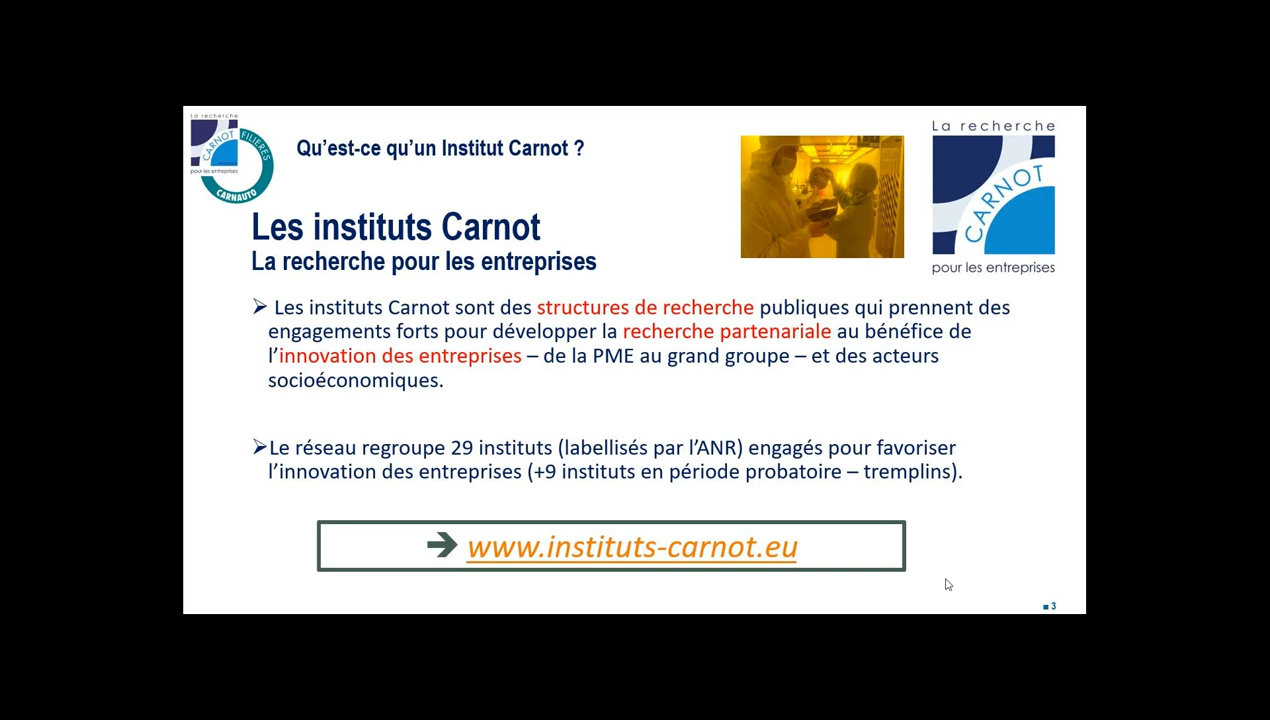 La recherche
CARNOT
FILIÈRES
pour les entreprises
CARNAUTO
Qu’est-ce qu’un Institut Carnot ?
La recherche
CARNOT
pour les entreprises
Les instituts Carnot
La recherche pour les entreprises
➢ Les instituts Carnot sont des structures de recherche publiques qui prennent des
engagements forts pour développer la recherche partenariale au bénéfice de
l’innovation des entreprises – de la PME au grand groupe – et des acteurs
socioéconomiques.
➢Le réseau regroupe 29 instituts (labellisés par l’ANR) engagés pour favoriser
l’innovation des entreprises (+9 instituts en période probatoire – tremplins).
➔ www.instituts-carnot.eu
3